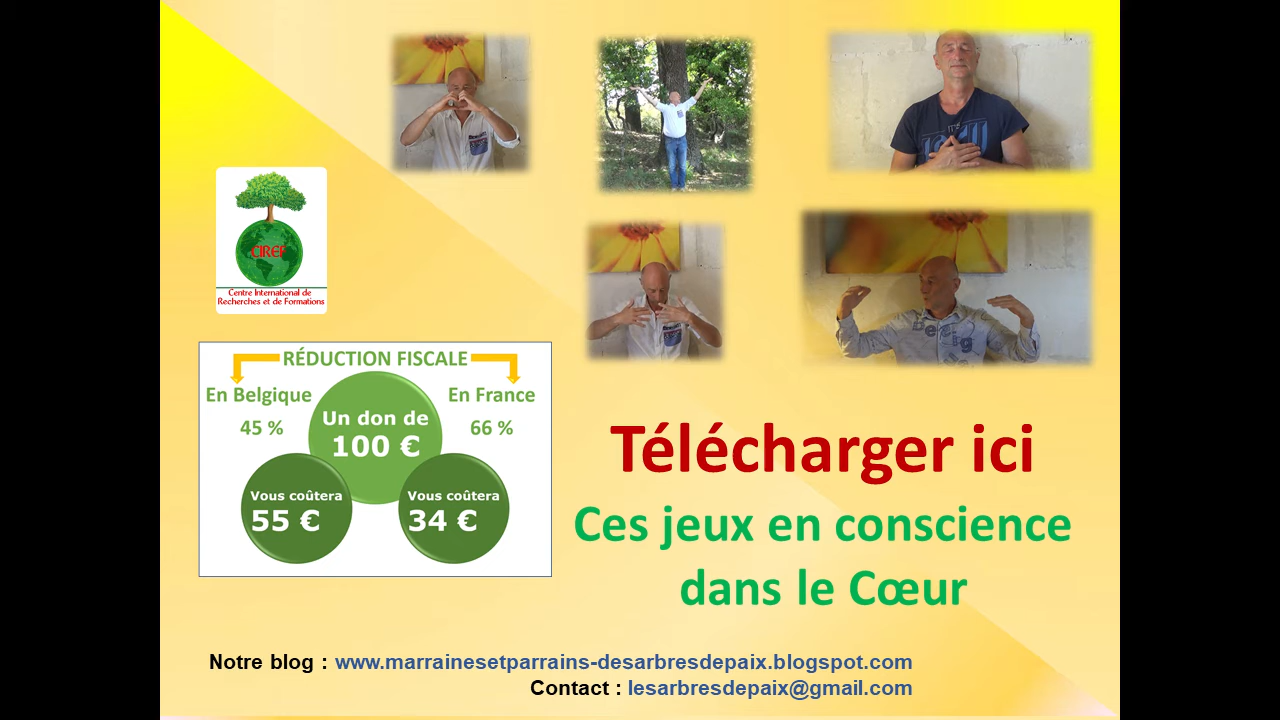 CIREF
Centre International de
Recherches et de Formations
RÉDUCTION FISCALE
En Belgique
En France
45 %
66 %
Un don de
100 €
Vous coûtera
55 €
Vous coûtera
34 €
Télécharger ici
Ces jeux en conscience
dans le Cœur
Notre blog : www.marrainesetparrains-desarbresdepaix.blogspot.com
Contact : lesarbresdepaix@gmail.com